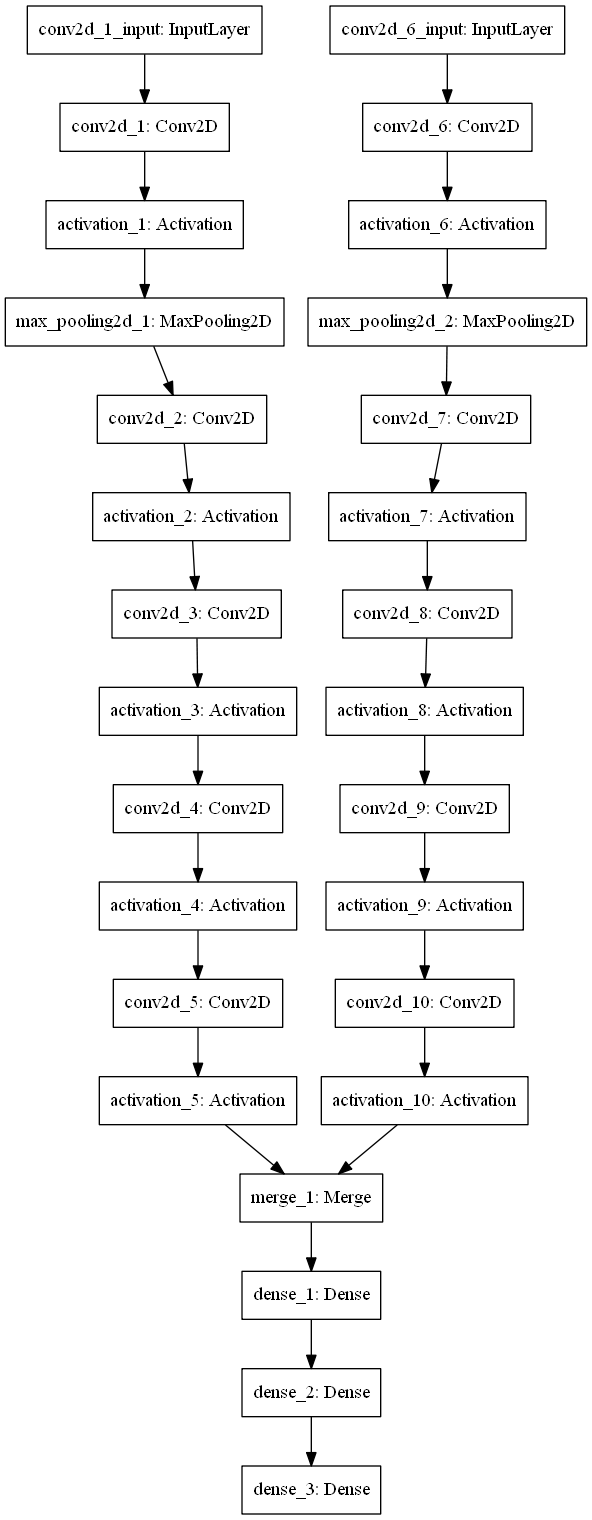 conv2d_1_input: InputLayer
conv2d_6_input: InputLayer
conv2d_1: Conv2D
conv2d_6: Conv2D
activation_1: Activation
activation_6: Activation
max_pooling2d_1: MaxPooling2D
max_pooling2d_2: MaxPooling2D
conv2d_2: Conv2D
conv2d_7: Conv2D
activation_2: Activation
activation_7: Activation
conv2d_3: Conv2D
conv2d_8: Conv2D
activation_3: Activation
activation_8: Activation
conv2d_4: Conv2D
conv2d_9: Conv2D
activation_4: Activation
activation_9: Activation
conv2d_5: Conv2D
conv2d_10: Conv2D
activation_5: Activation
activation_10: Activation
merge_1: Merge
dense_1: Dense
dense_2: Dense
dense_3: Dense